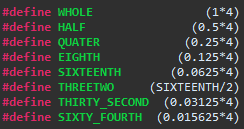 #define WHOLE (1*4)
#define HALF (0.5*4)
#define QUATER (0.25*4)
#define EIGHTH (0.125*4)
#define SIXTEENTH (0.0625*4)
#define THREETWO (SIXTEENTH/2)
#define THIRTY_SECOND (0.03125*4)
#define SIXTY_FOURTH (0.015625*4)